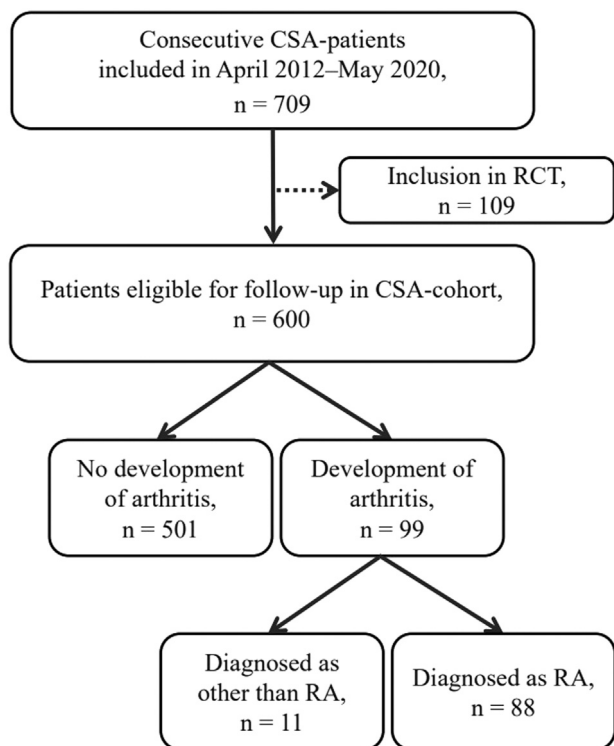 Consecutive CSA-patients
included in April 2012–May 2020,
n = 709
Inclusion in RCT,
n = 109
Patients eligible for follow-up in CSA-cohort,
n = 600
No development
of arthritis,
n = 501
Development of
arthritis,
n = 99
Diagnosed as
other than RA,
n = 11
Diagnosed as RA,
n = 88